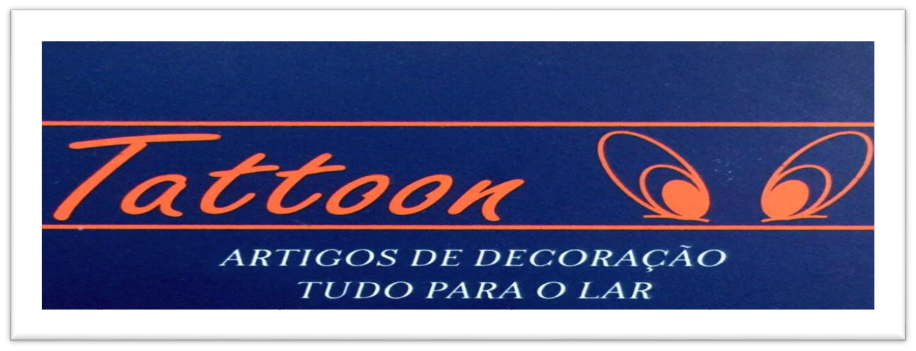 Tattoon
ARTIGOS DE DECORAÇÃO
TUDO PARA O LAR